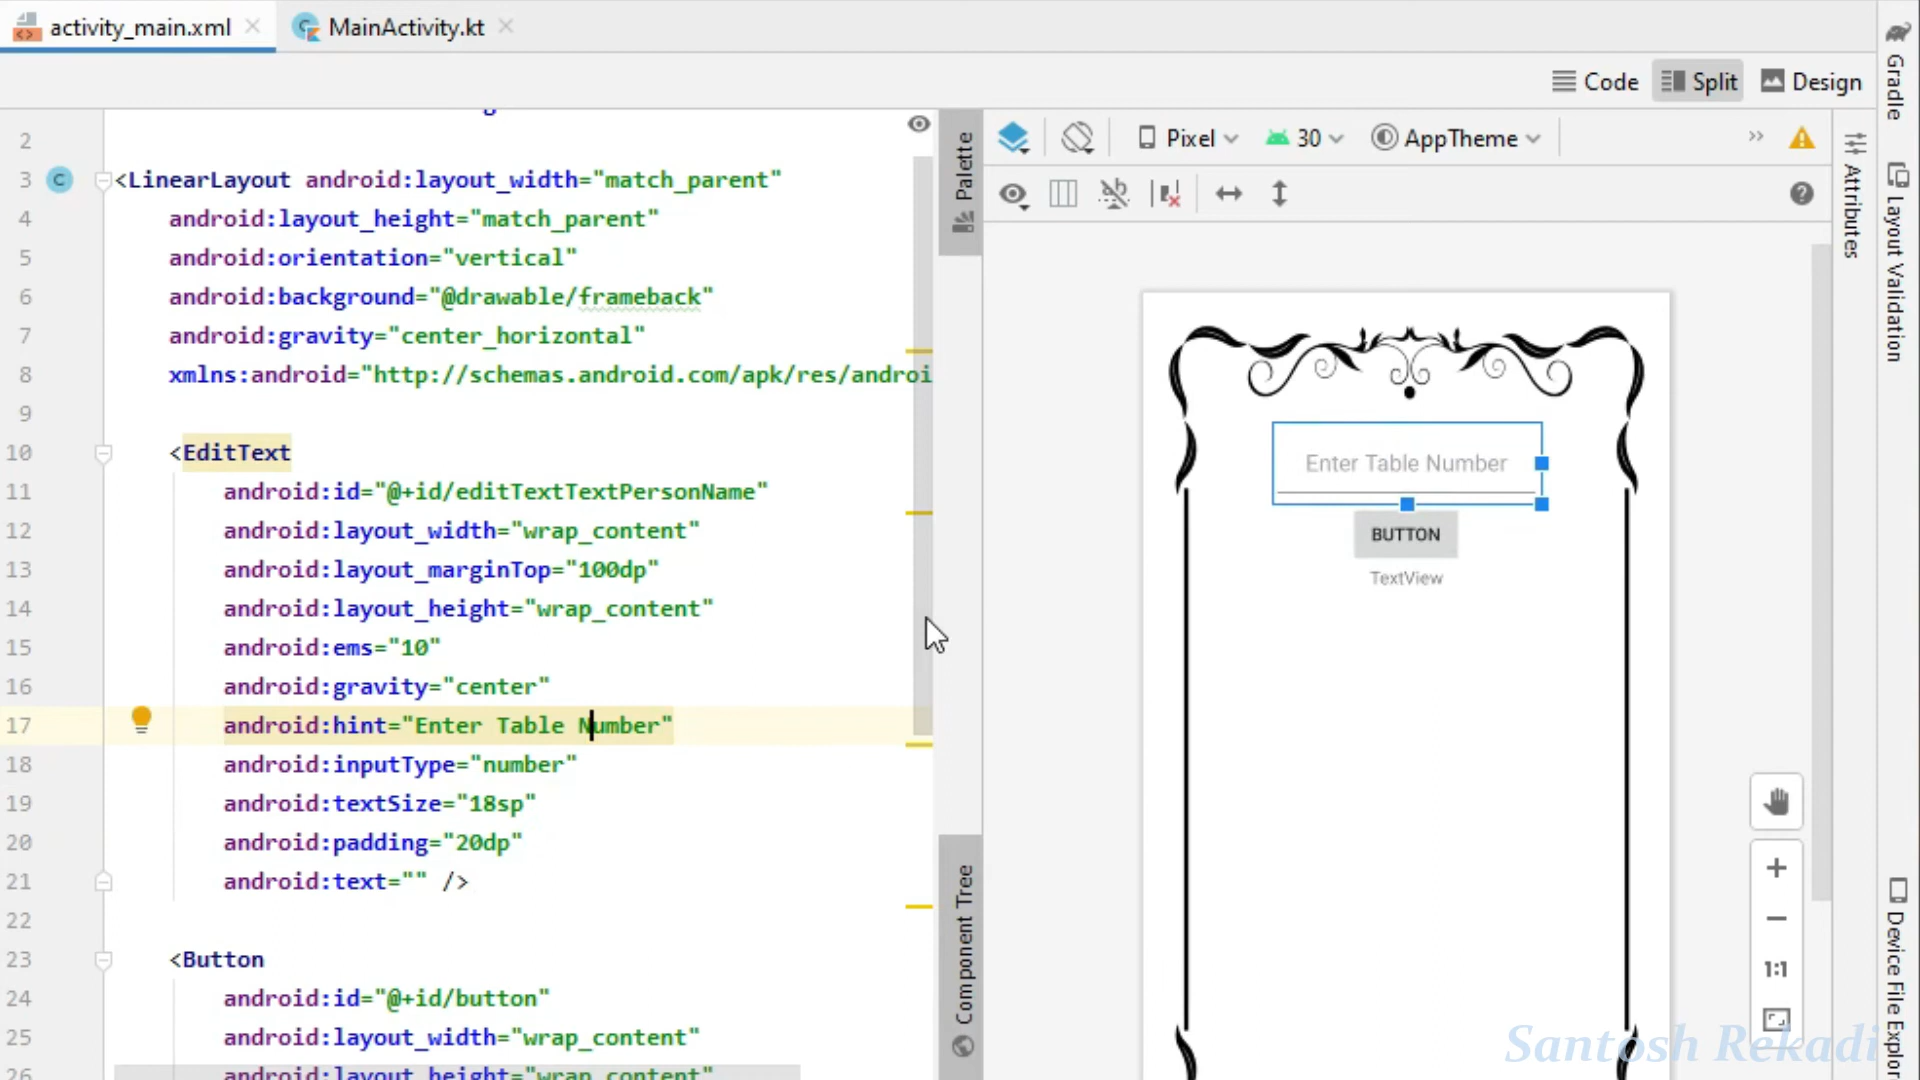 activity_main.xml
MainActivity.kt
Code
Split
Design
2
3 <LinearLayout android:layout_width="match_parent"
4 android:layout_height="match_parent"
5 android:orientation="vertical"
6 android:background="@drawable/frameback"
7 android:gravity="center_horizontal"
8 xmlns:android="http://schemas.android.com/apk/res/androi
9
10 <EditText
11 android:id="@+id/editTextTextPersonName"
12 android:layout_width="wrap_content"
13 android:layout_marginTop="100dp"
14 android:layout_height="wrap_content"
15 android:ems="10"
16 android:gravity="center"
17 android:hint="Enter Table Number"
18 android:inputType="number"
19 android:textSize="18sp"
20 android:padding="20dp"
21 android:text="" />
22
23 <Button
24 android:id="@+id/button"
25 android:layout_width="wrap_content"
26 android:layout_height="wrap_content"
Palette
Component Tree
Pixel
30
AppTheme
Enter Table Number
BUTTON
TextView
1:1
Attributes
Gradle
Layout Validation
Device File Explor
Santosh Rekadi